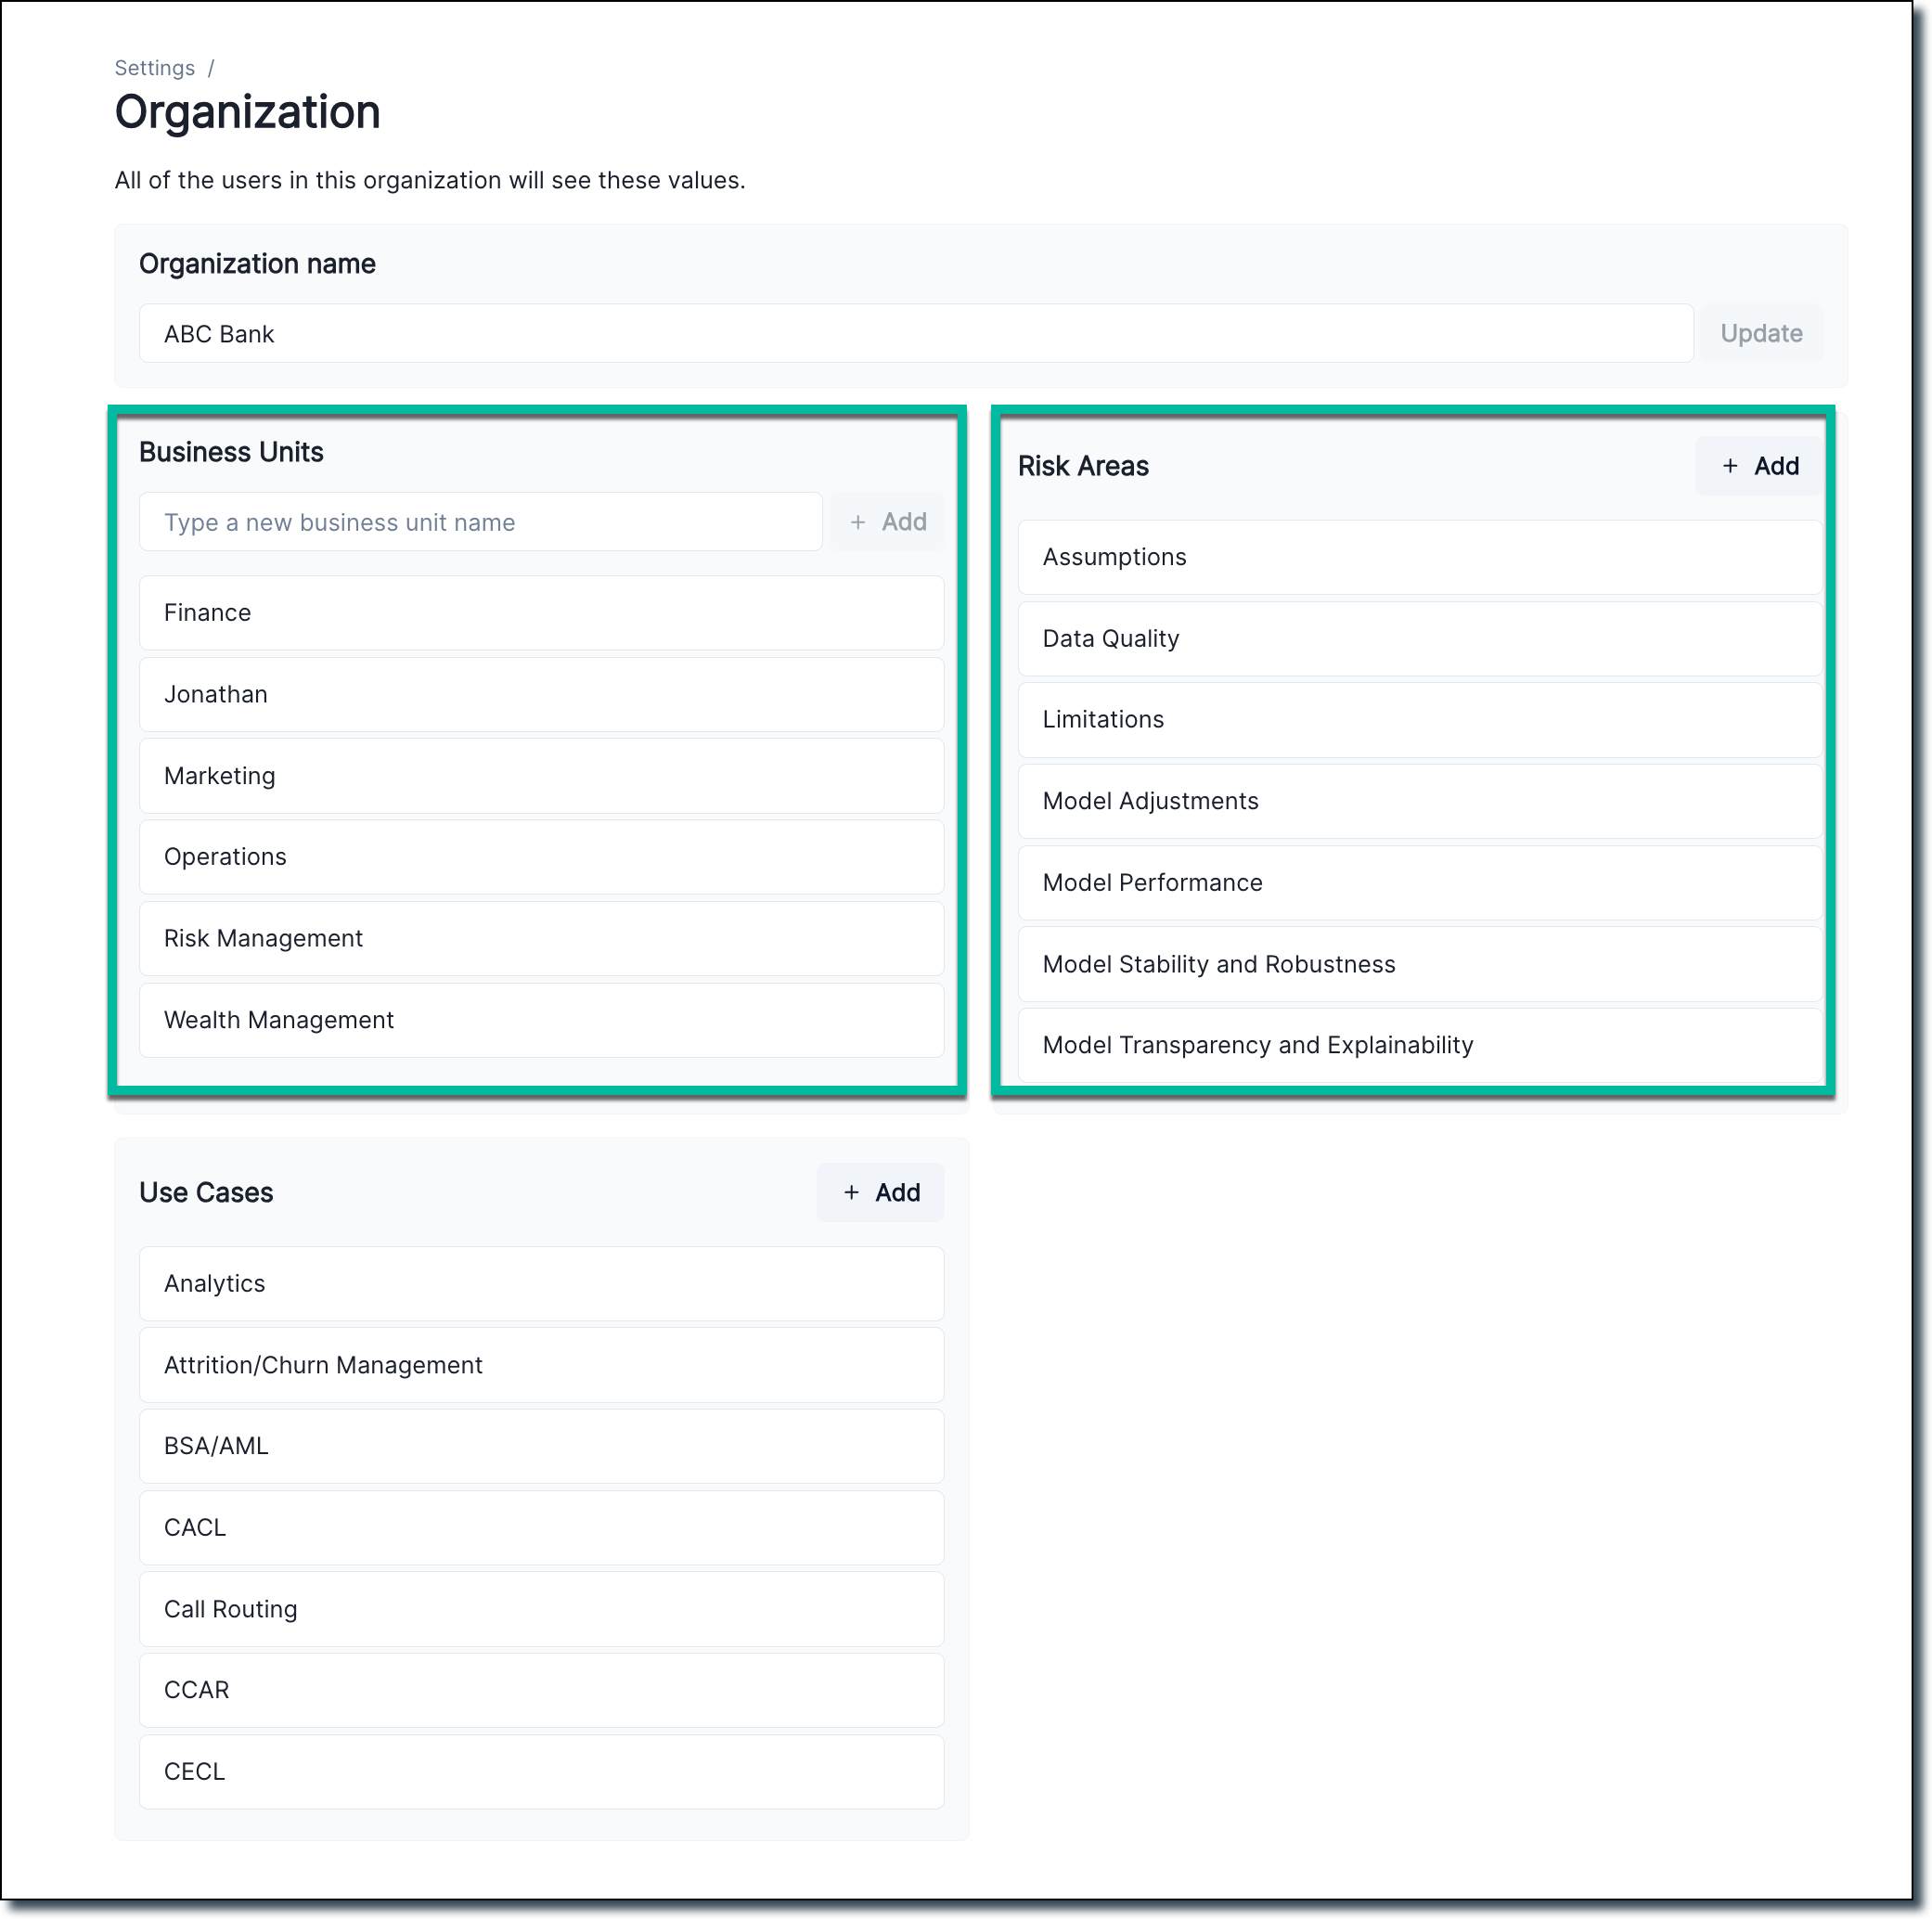 Settings /
Organization
All of the users in this organization will see these values.
Organization name
ABC Bank
Update
Business Units
Type a new business unit name
+ Add
Finance
Jonathan
Marketing
Operations
Risk Management
Wealth Management
Risk Areas
+ Add
Assumptions
Data Quality
Limitations
Model Adjustments
Model Performance
Model Stability and Robustness
Model Transparency and Explainability
Use Cases
+ Add
Analytics
Attrition/Churn Management
BSA/AML
CACL
Call Routing
CCAR
CECL